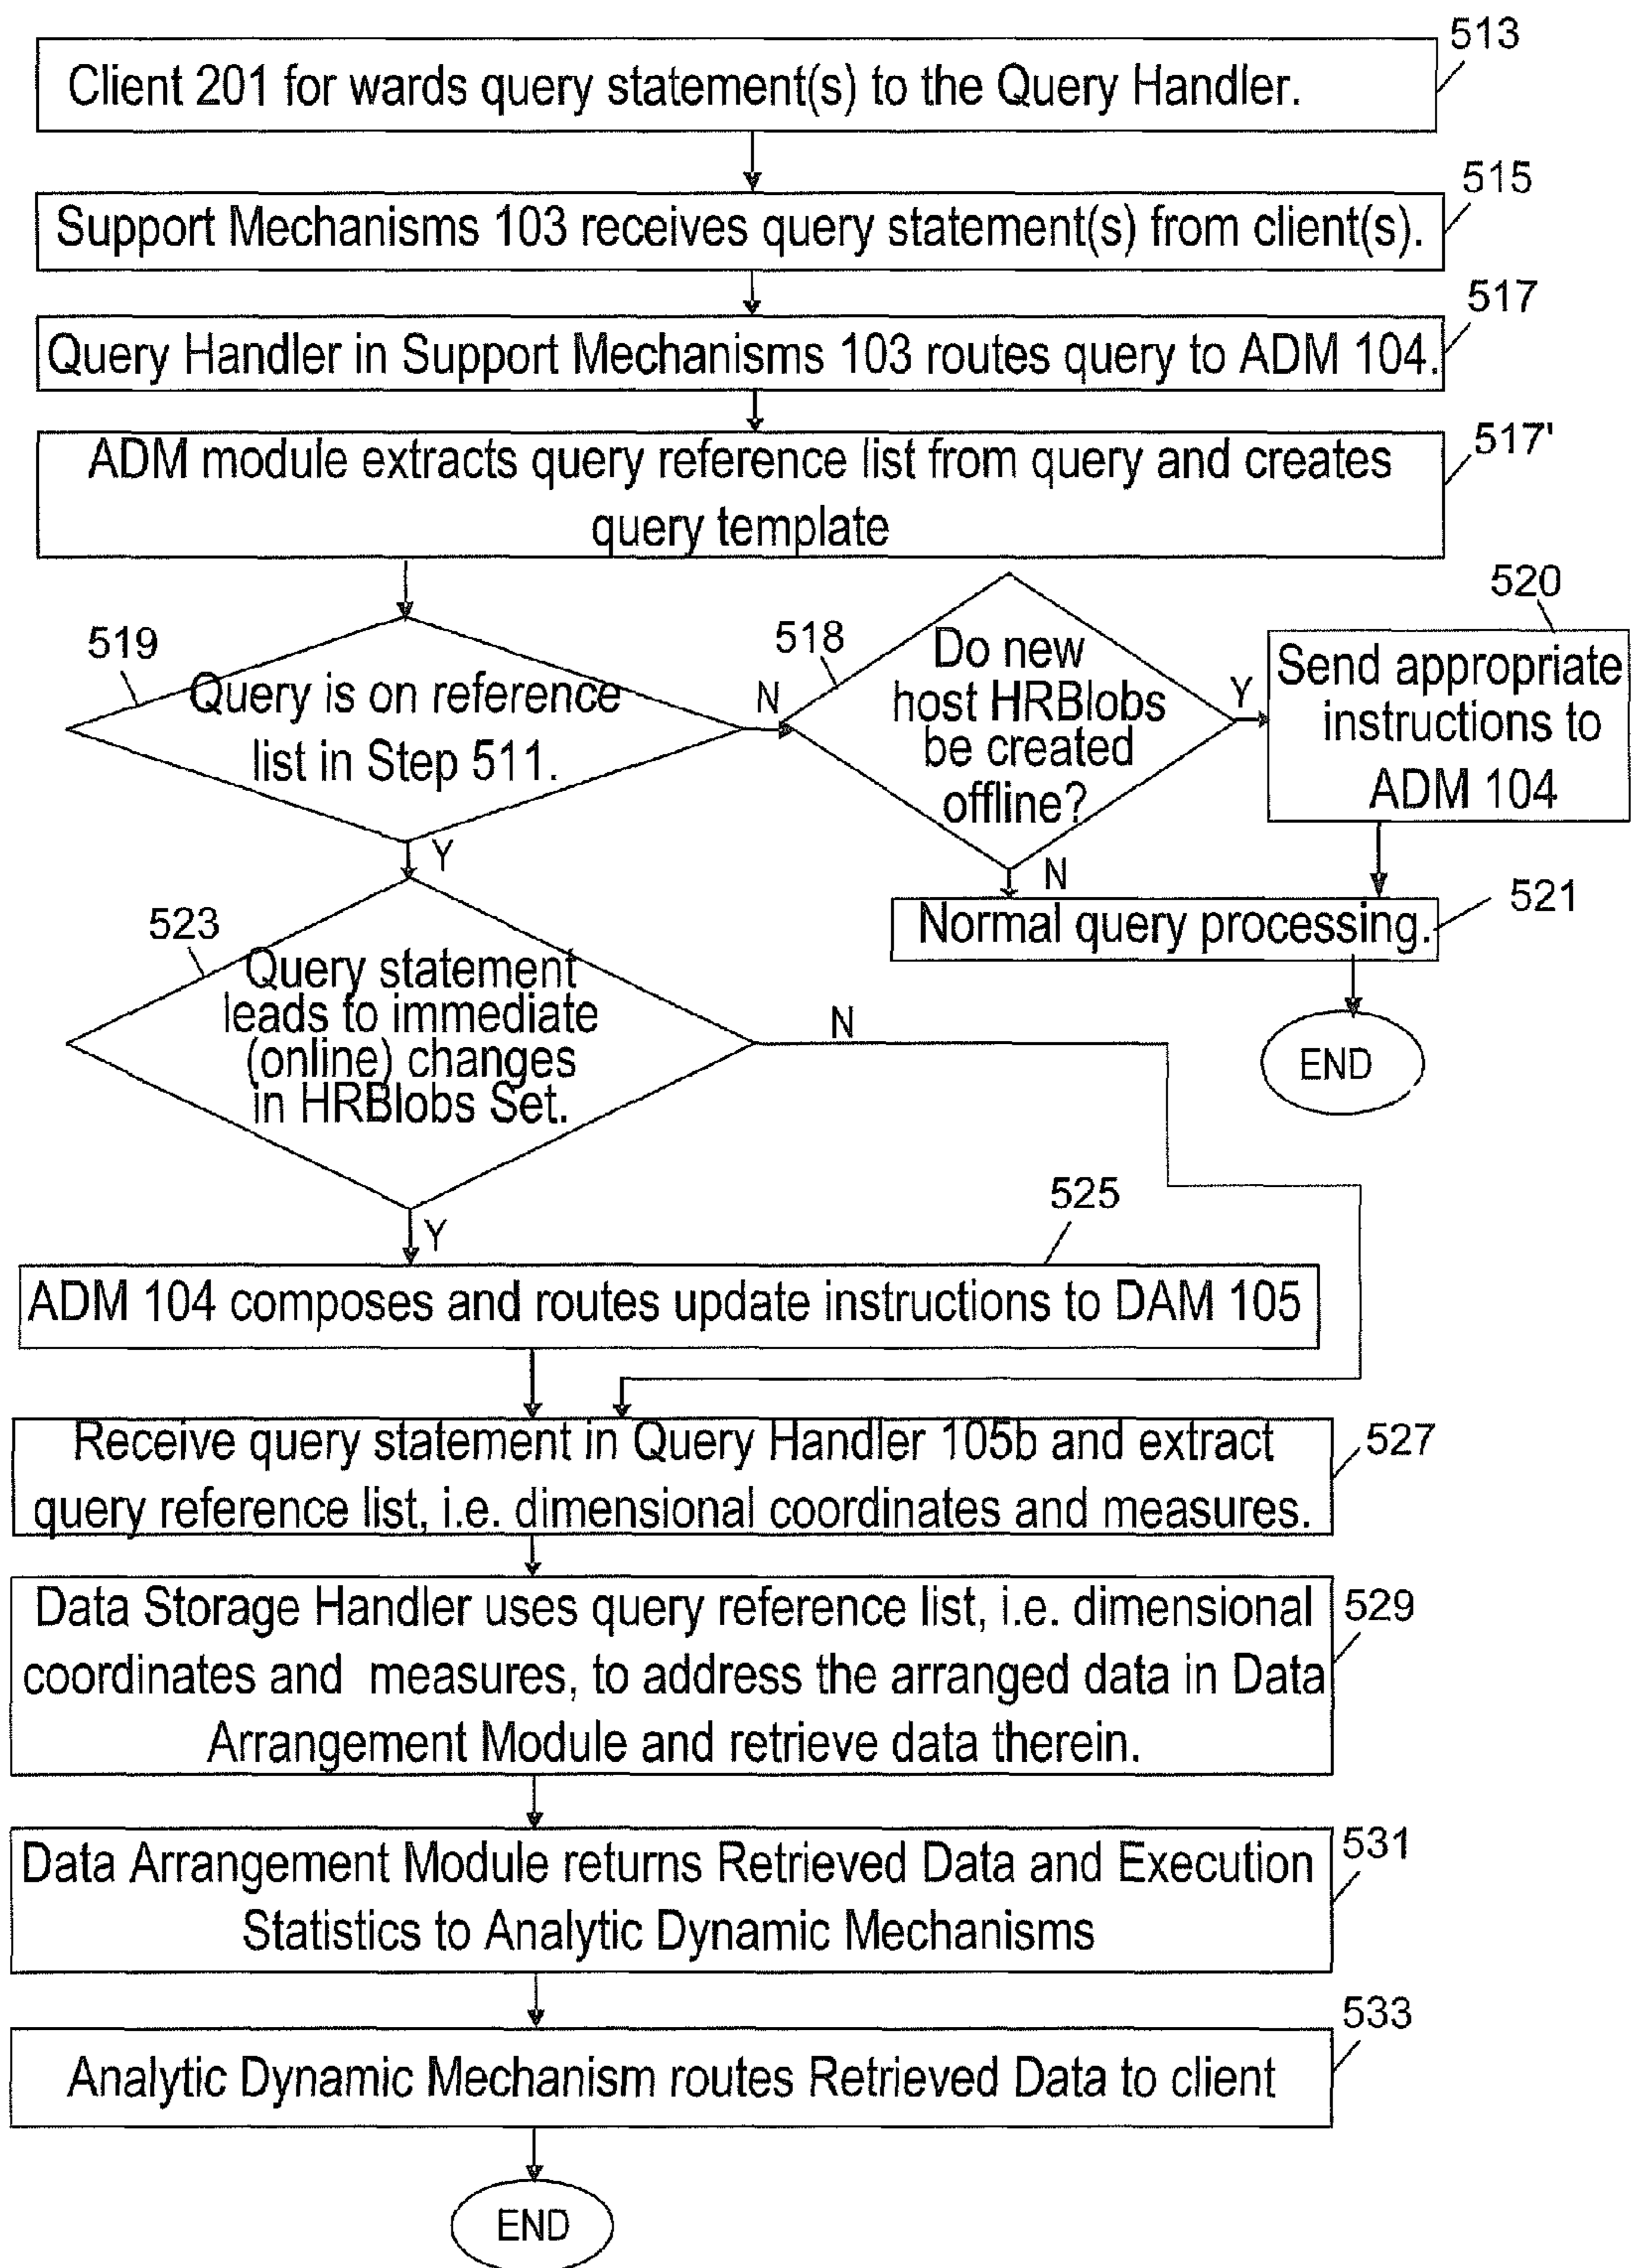 513
Client 201 for wards query statement(s) to the Query Handler.
515
Support Mechanisms 103 receives query statement(s) from client(s).
517
Query Handler in Support Mechanisms 103 routes query to ADM 104.
517'
ADM module extracts query reference list from query and creates
query template
519
Query is on reference
list in Step 511.
N
Y
518
Do new
host HRBlobs
be created
offline?
Y
N
520
Send appropriate
instructions to
ADM 104
521
Normal query processing.
END
523
Query statement
leads to immediate
(online) changes
in HRBlobs Set.
N
Y
525
ADM 104 composes and routes update instructions to DAM 105
527
Receive query statement in Query Handler 105b and extract
query reference list, i.e. dimensional coordinates and measures.
529
Data Storage Handler uses query reference list, i.e. dimensional
coordinates and measures, to address the arranged data in Data
Arrangement Module and retrieve data therein.
531
Data Arrangement Module returns Retrieved Data and Execution
Statistics to Analytic Dynamic Mechanisms
533
Analytic Dynamic Mechanism routes Retrieved Data to client
END